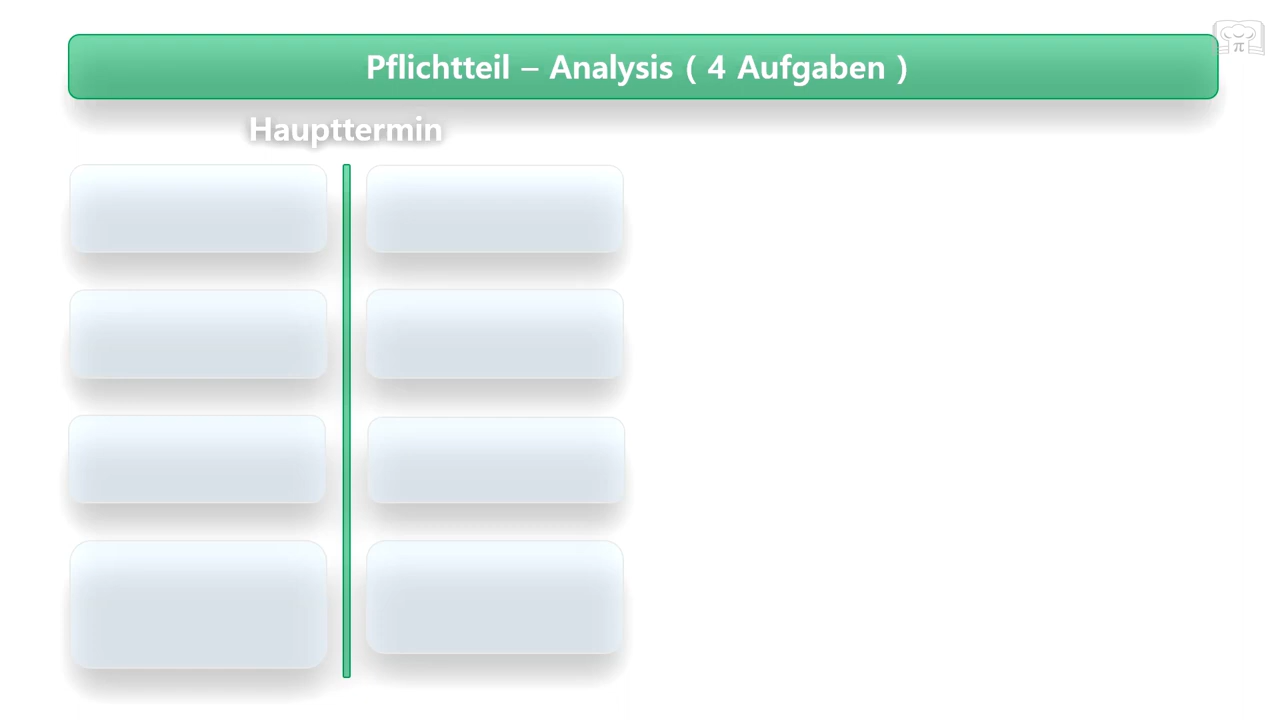 Pflichtteil – Analysis ( 4 Aufgaben )
Haupttermin
π